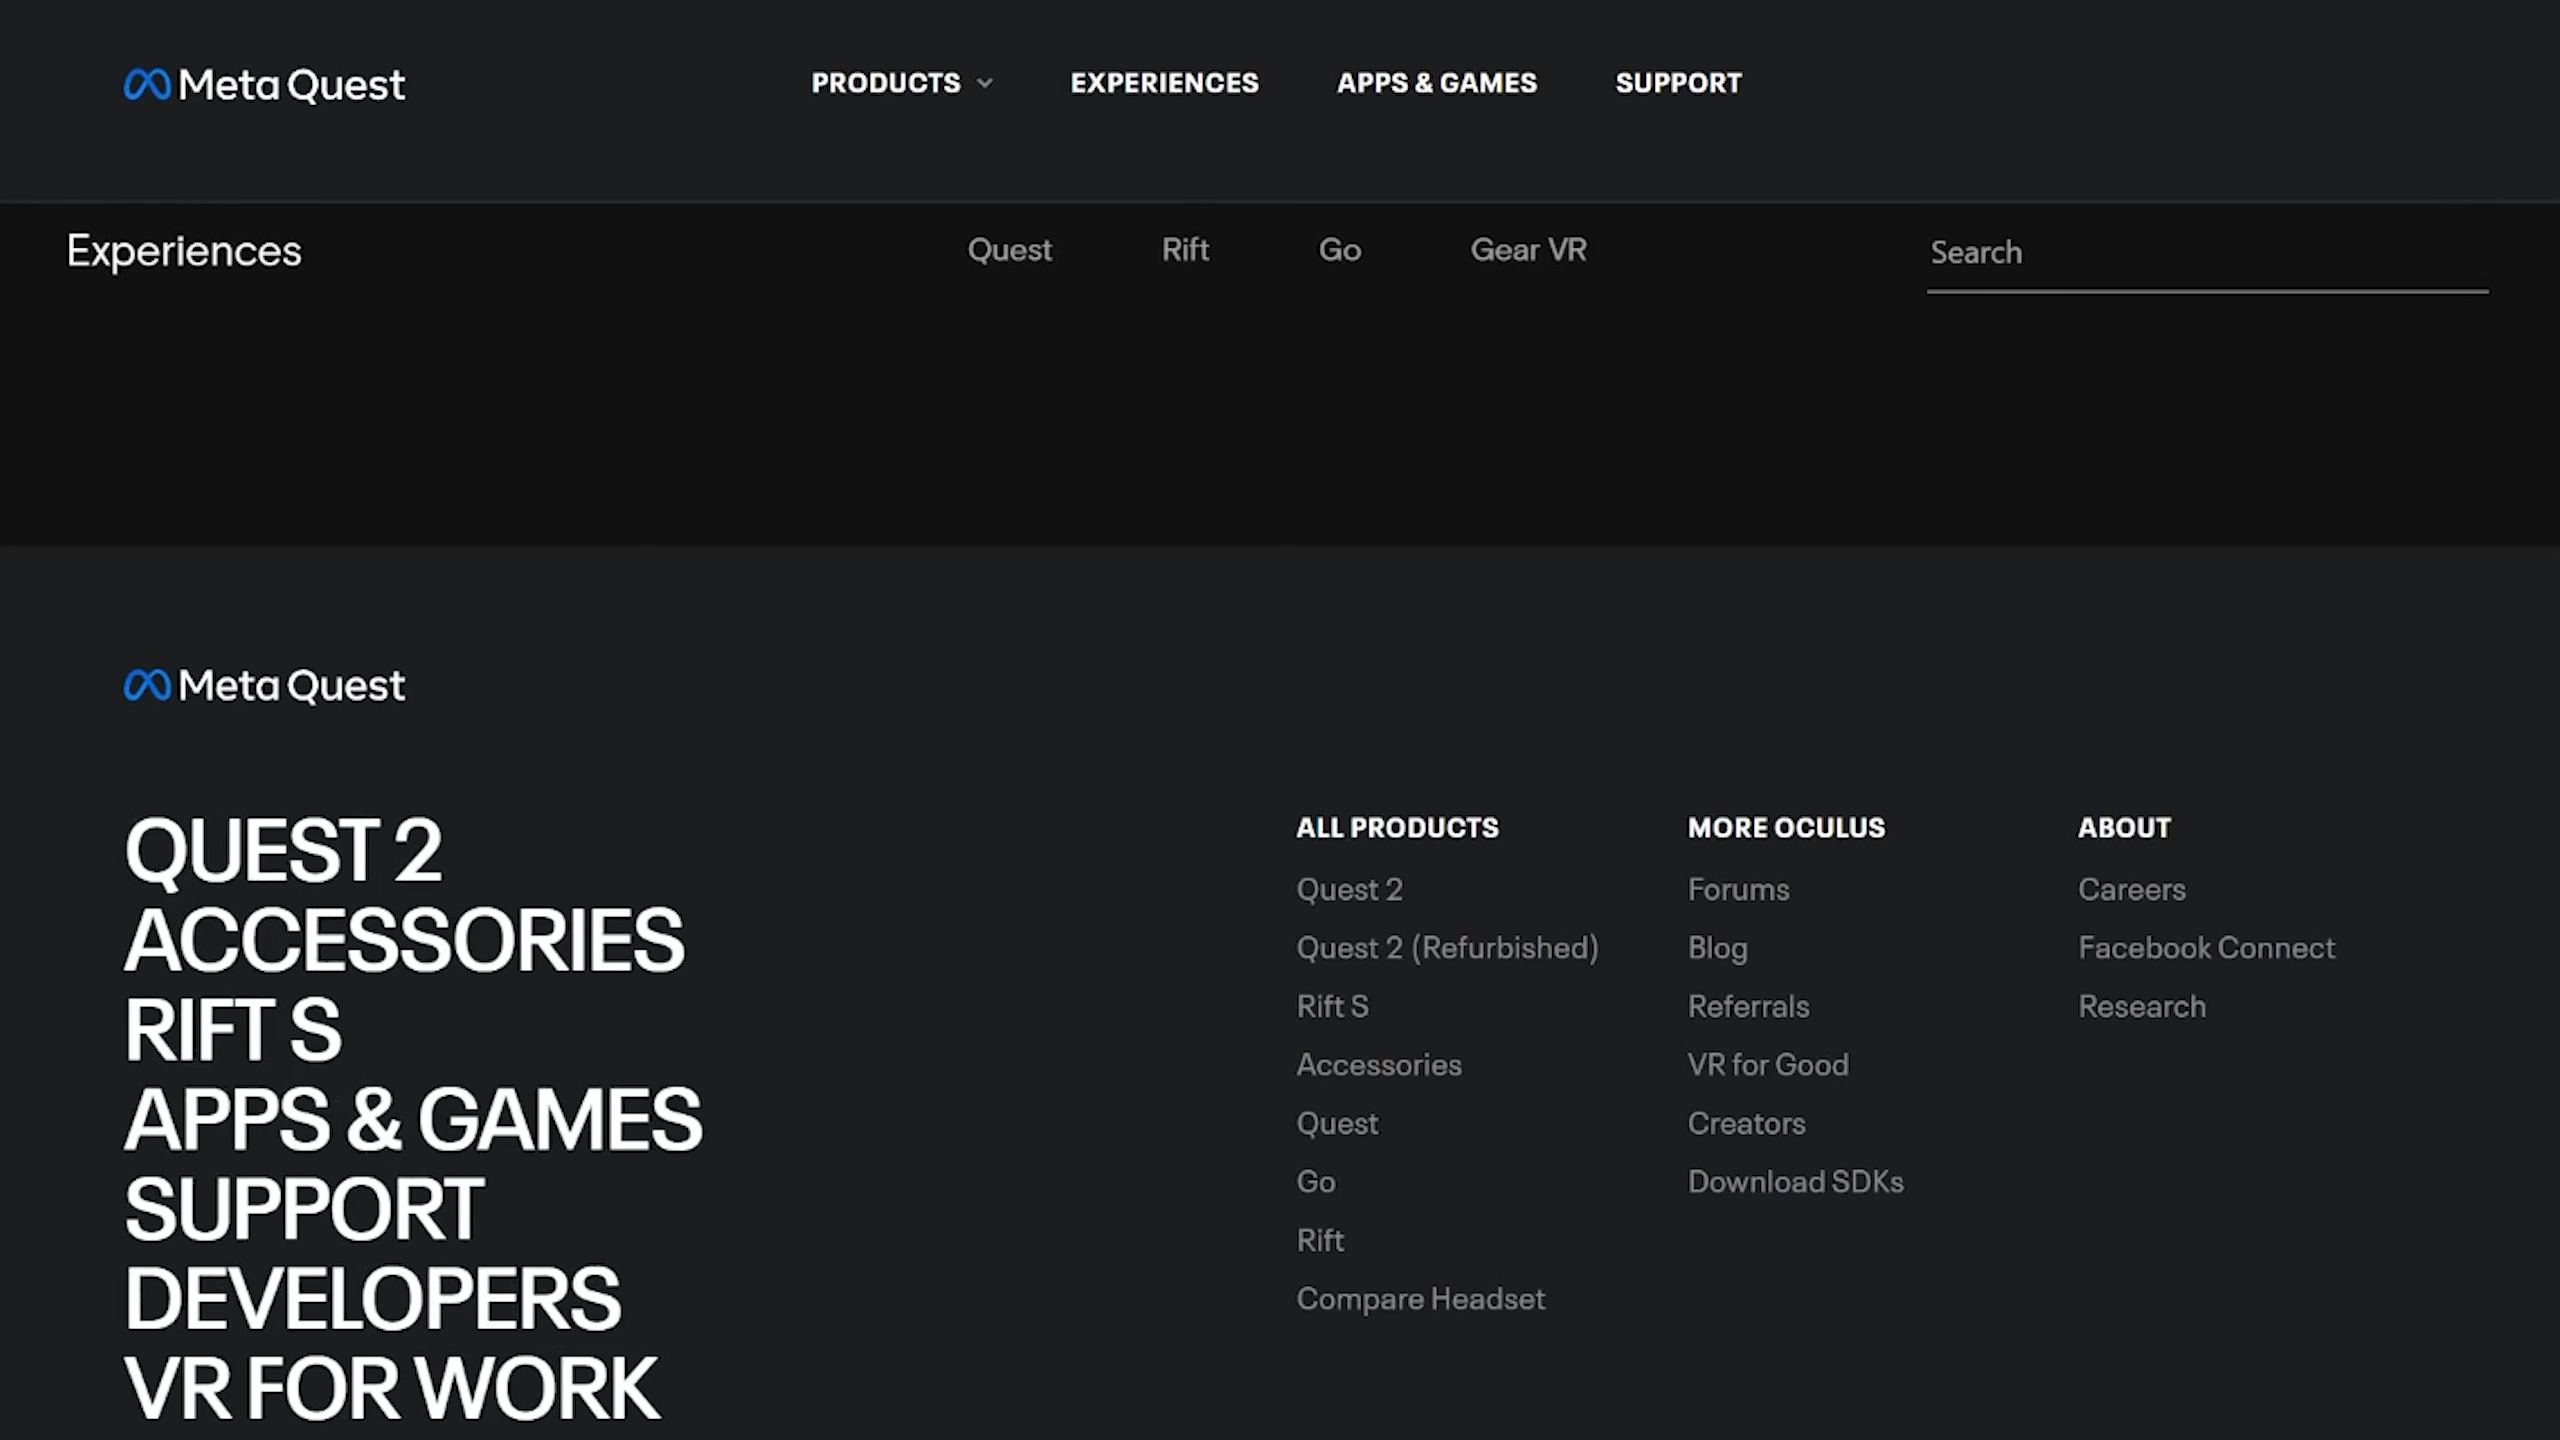 Meta Quest
PRODUCTS
EXPERIENCES
APPS & GAMES
SUPPORT
Experiences
Quest
Rift
Go
Gear VR
Search
Meta Quest
QUEST 2
ACCESSORIES
RIFT S
APPS & GAMES
SUPPORT
DEVELOPERS
VR FOR WORK
ALL PRODUCTS
Quest 2
Quest 2 (Refurbished)
Rift S
Accessories
Quest
Go
Rift
Compare Headset
MORE OCULUS
Forums
Blog
Referrals
VR for Good
Creators
Download SDKs
ABOUT
Careers
Facebook Connect
Research